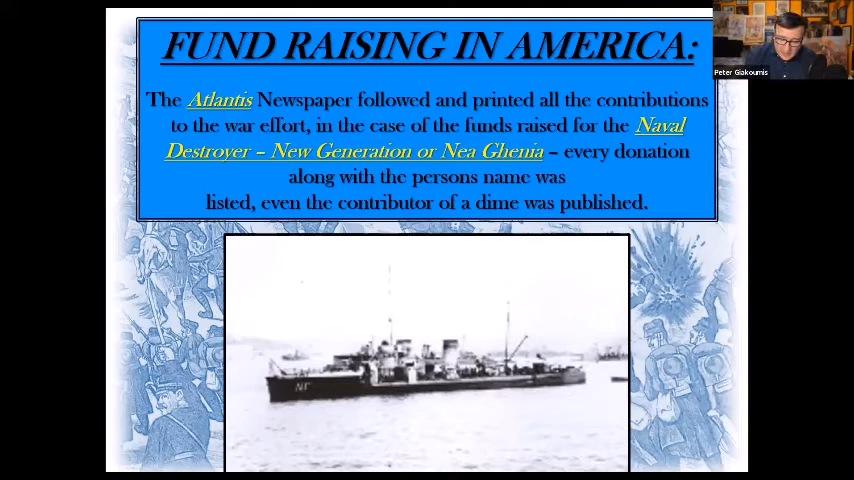 FUND RAISING IN AMERICA:
Peter Giakoumis
The Atlantis Newspaper followed and printed all the contributions
to the war effort, in the case of the funds raised for the Naval
Destroyer – New Generation or Nea Ghenia – every donation
along with the persons name was
listed, even the contributor of a dime was published.
ΝΓ